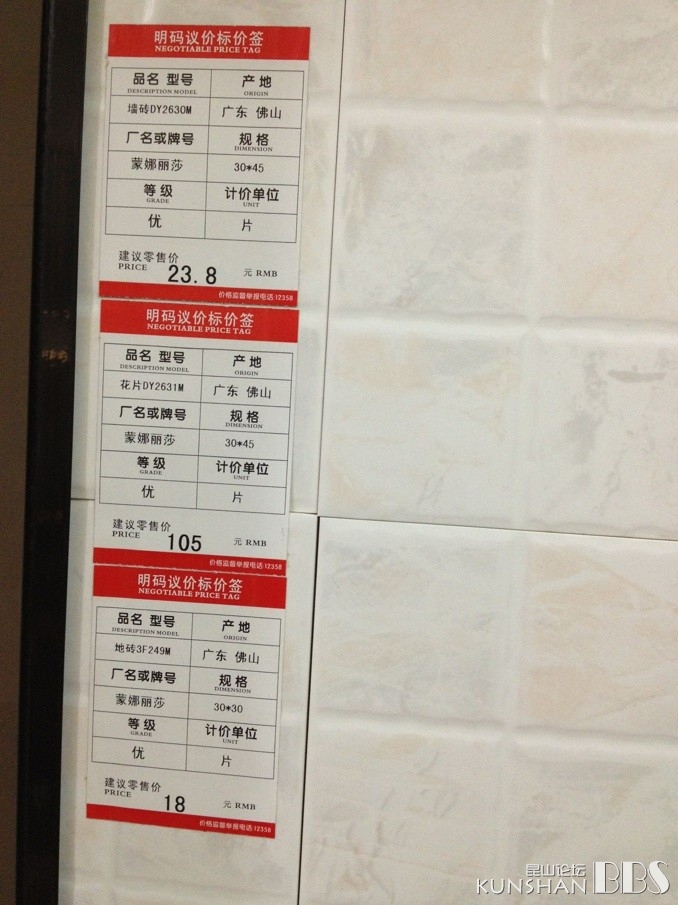 明码议价标价签
NEGOTIABLE PRICE TAG
品名 型号 产地
DESCRIPTION MODEL ORIGIN
墙砖DY2630M 广东 佛山
厂名或牌号 规格
DIMENSION
蒙娜丽莎 30*45
等级 计价单位
GRADE UNIT
优 片
建议零售价
PRICE 23.8 元 RMB
价格监督举报电话:12358
明码议价标价签
NEGOTIABLE PRICE TAG
品名 型号 产地
DESCRIPTION MODEL ORIGIN
花片DY2631M 广东 佛山
厂名或牌号 规格
DIMENSION
蒙娜丽莎 30*45
等级 计价单位
GRADE UNIT
优 片
建议零售价
PRICE 105 元 RMB
价格监督举报电话:12358
明码议价标价签
NEGOTIABLE PRICE TAG
品名 型号 产地
DESCRIPTION MODEL ORIGIN
地砖3F249M 广东 佛山
厂名或牌号 规格
DIMENSION
蒙娜丽莎 30*30
等级 计价单位
GRADE UNIT
优 片
建议零售价
PRICE 18 元 RMB
价格监督举报电话:12358
昆山论坛
KUNSHAN BBS